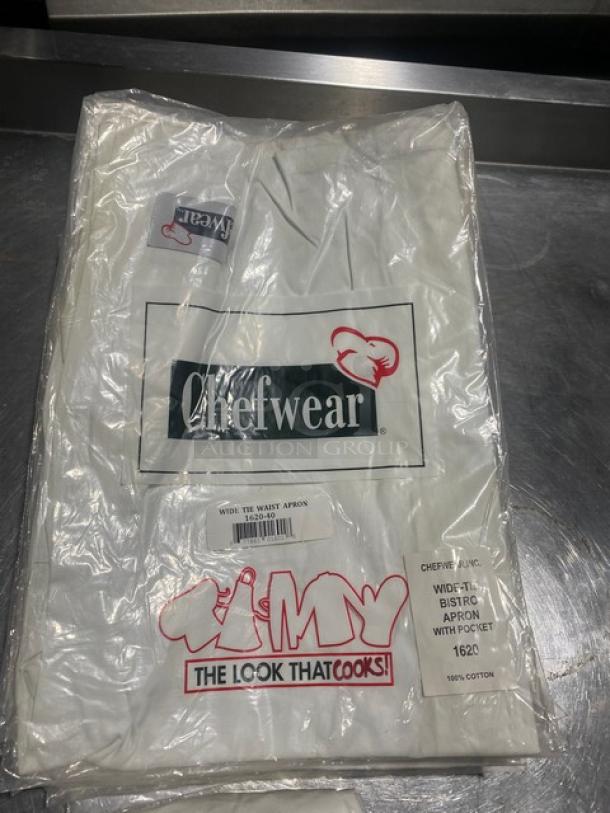 Chefwear
Chefwear®
AUCTION GROUP
WIDE TIE WAIST APRON
1620-40
THE LOOK THAT COOKS!
CHEFWEAR INC.
WIDE-TIE
BISTRO
APRON
WITH POCKET
1620
100% COTTON